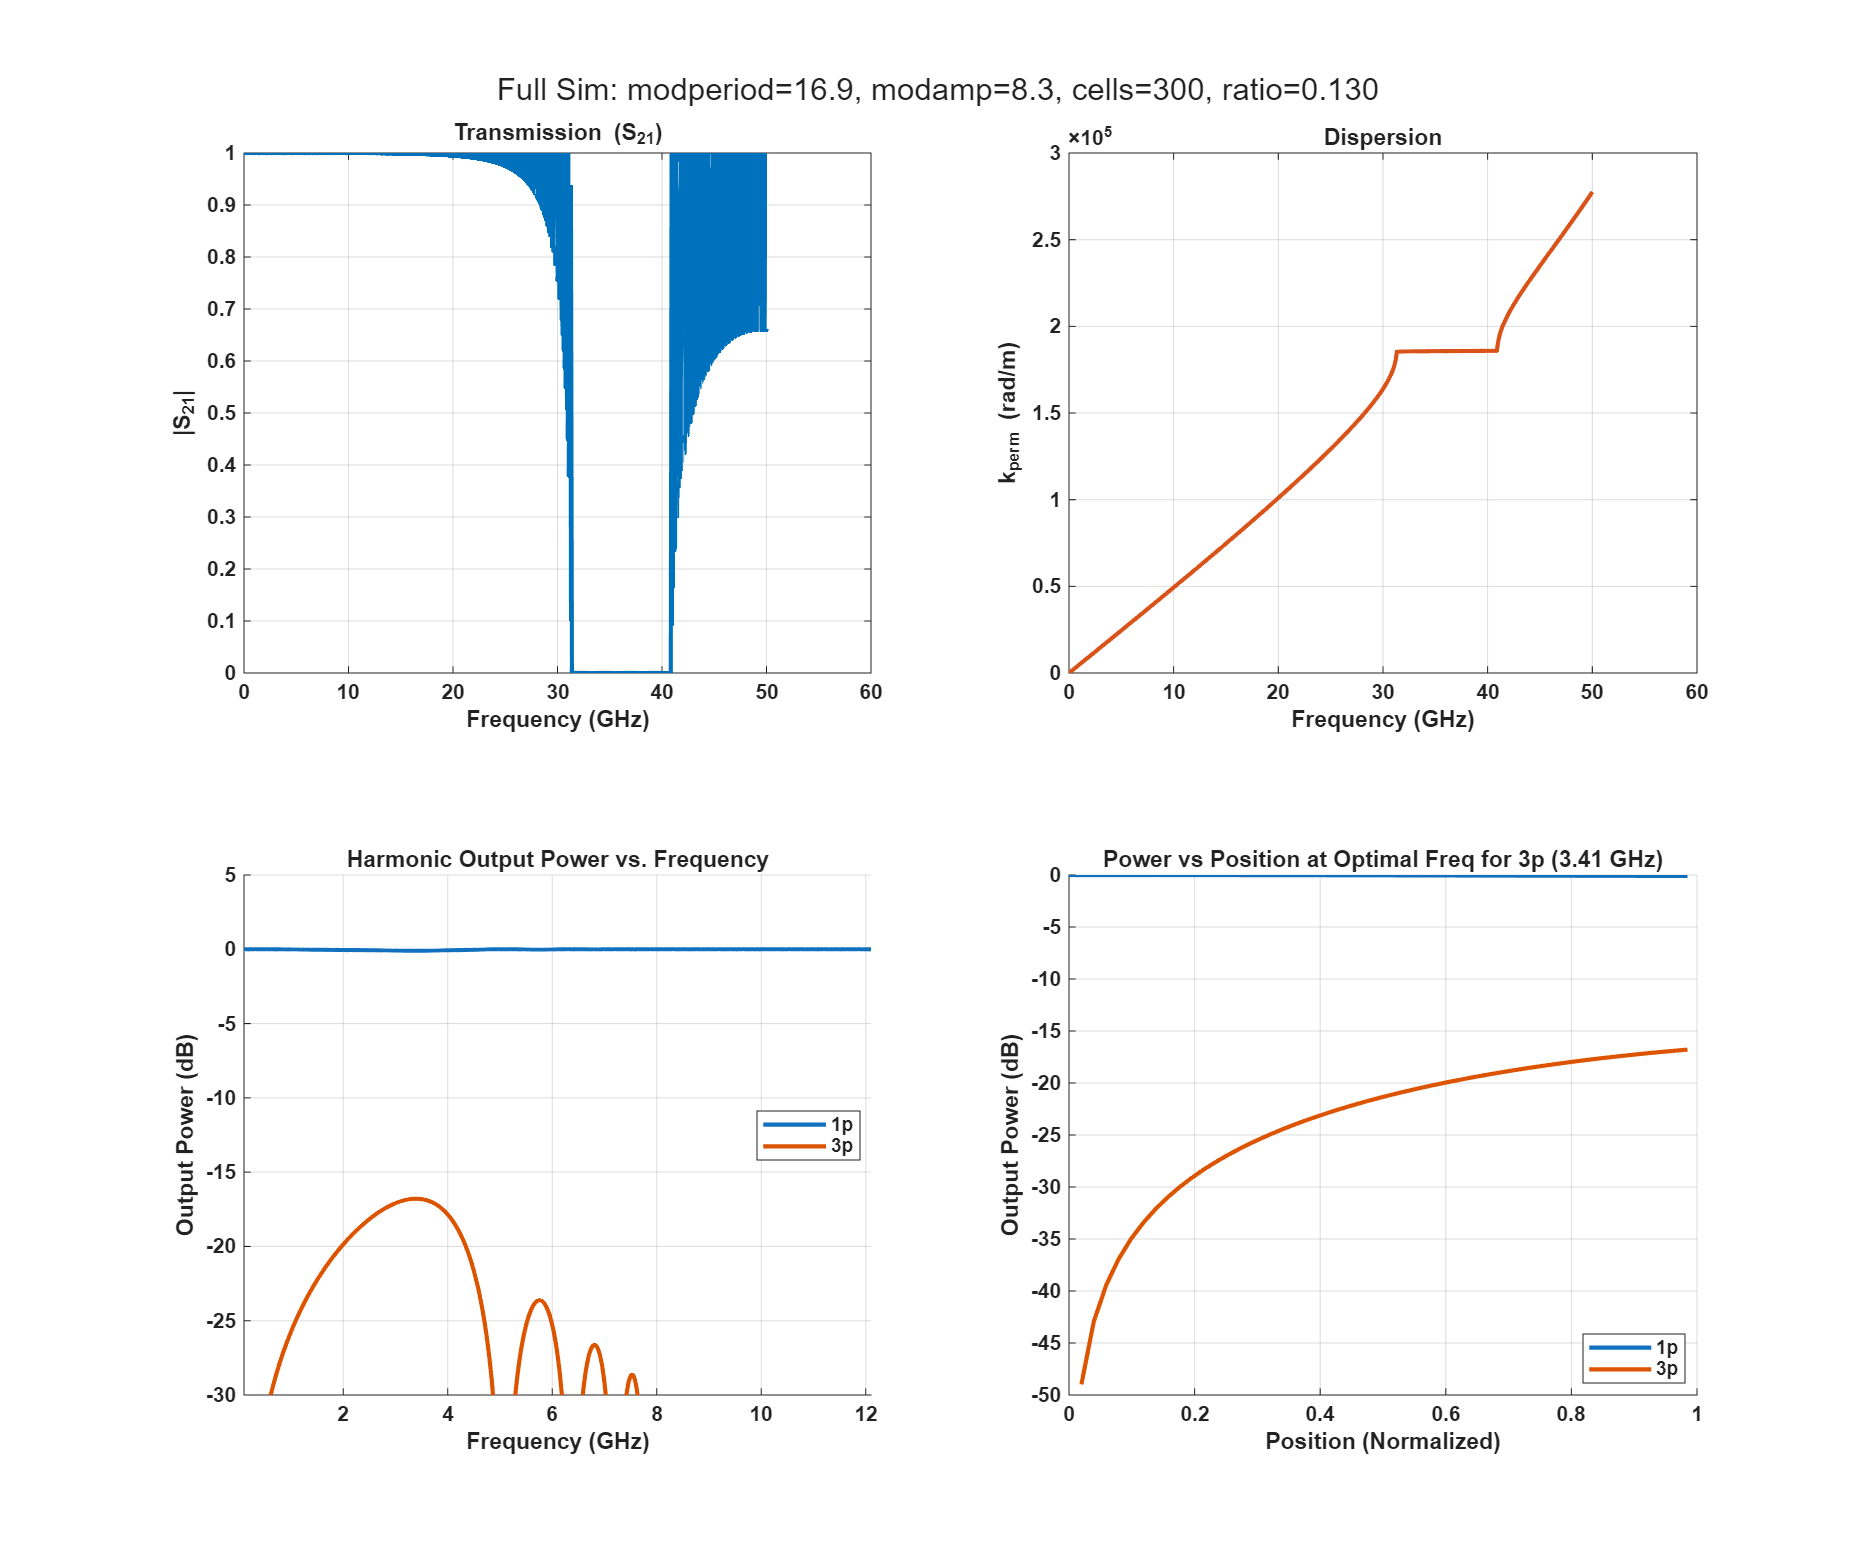 Full Sim: modperiod=16.9, modamp=8.3, cells=300, ratio=0.130
Transmission (S21)
1
0.9
0.8
0.7
0.6
0.5
0.4
0.3
0.2
0.1
0
|S21|
0 10 20 30 40 50 60
Frequency (GHz)
×10^5
Dispersion
3
2.5
2
1.5
1
0.5
0
kperm (rad/m)
0 10 20 30 40 50 60
Frequency (GHz)
Harmonic Output Power vs. Frequency
5
0
-5
-10
-15
-20
-25
-30
Output Power (dB)
1p
3p
2 4 6 8 10 12
Frequency (GHz)
Power vs Position at Optimal Freq for 3p (3.41 GHz)
0
-5
-10
-15
-20
-25
-30
-35
-40
-45
-50
Output Power (dB)
1p
3p
0 0.2 0.4 0.6 0.8 1
Position (Normalized)